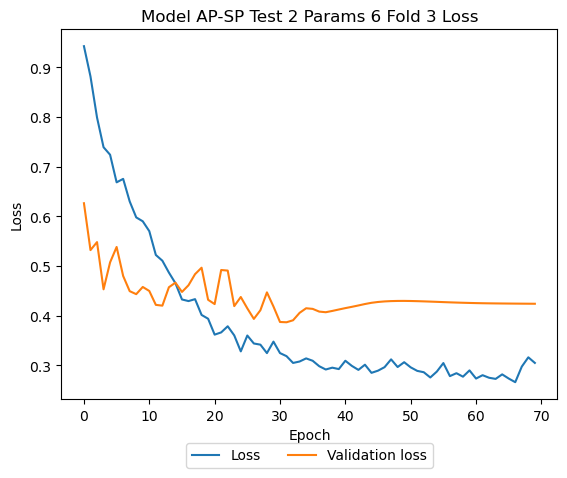 Model AP-SP Test 2 Params 6 Fold 3 Loss
Loss
0.9
0.8
0.7
0.6
0.5
0.4
0.3
0 10 20 30 40 50 60 70
Epoch
Loss Validation loss